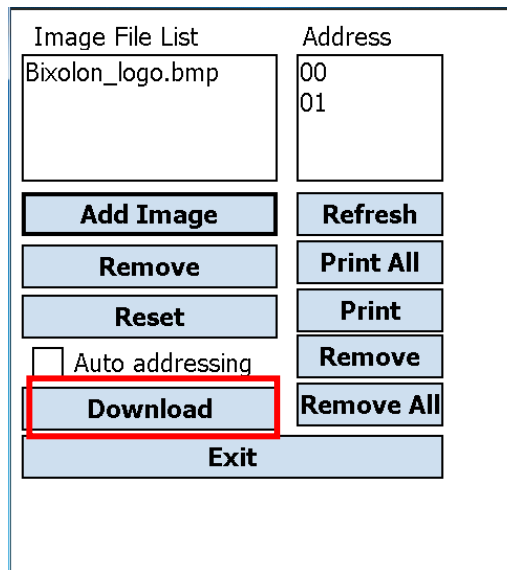 Image File List
Bixolon_logo.bmp
Add Image
Remove
Reset
Auto addressing
Download
Address
00
01
Refresh
Print All
Print
Remove
Remove All
Exit